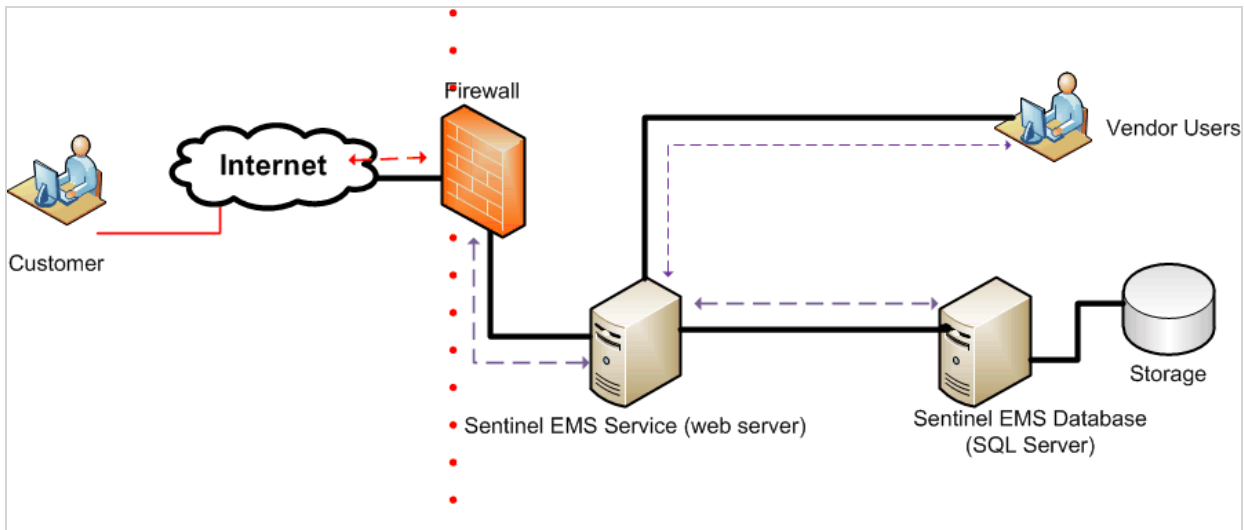 Firewall
Internet
Vendor Users
Customer
Storage
Sentinel EMS Service (web server)
Sentinel EMS Database
(SQL Server)